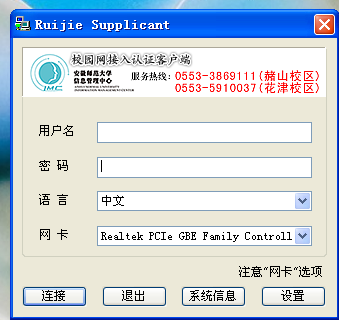 Ruijie Supplicant
校园网接入认证客户端
安徽师范大学
信息管理中心
IMC
服务热线：0553-3869111(赭山校区)
0553-5910037(花津校区)
用户名
密 码
语 言 中文
网 卡 Realtek PCIe GBE Family Controll
注意"网卡"选项
连接 退出 系统信息 设置